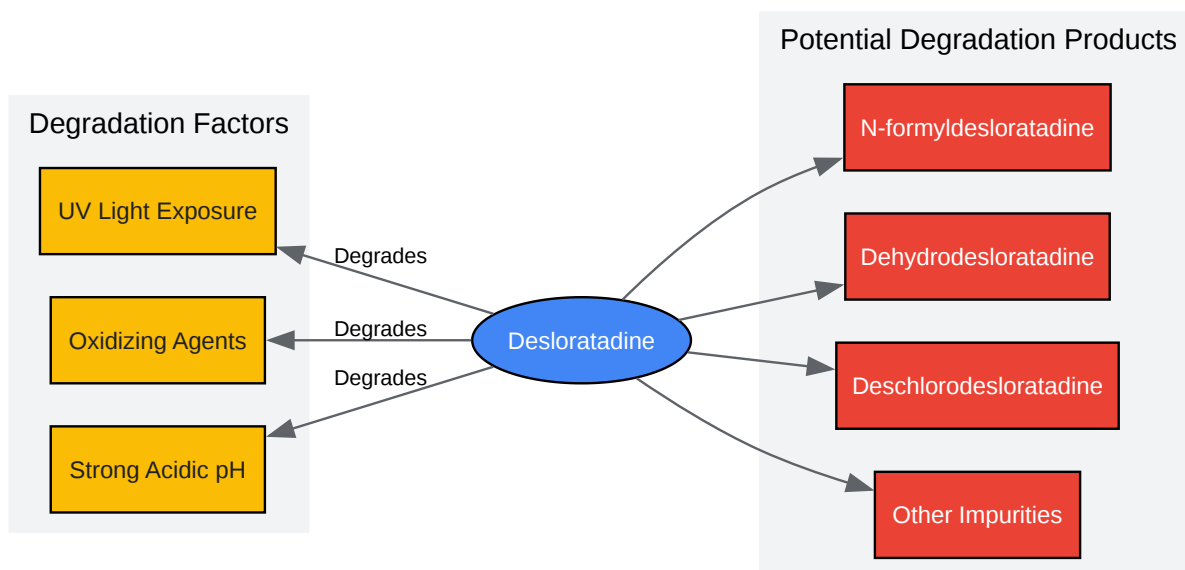 Degradation Factors
UV Light Exposure
Oxidizing Agents
Strong Acidic pH
Degrades
Degrades
Degrades
Desloratadine
Potential Degradation Products
N-formyldesloratadine
Dehydrodesloratadine
Deschlorodesloratadine
Other Impurities